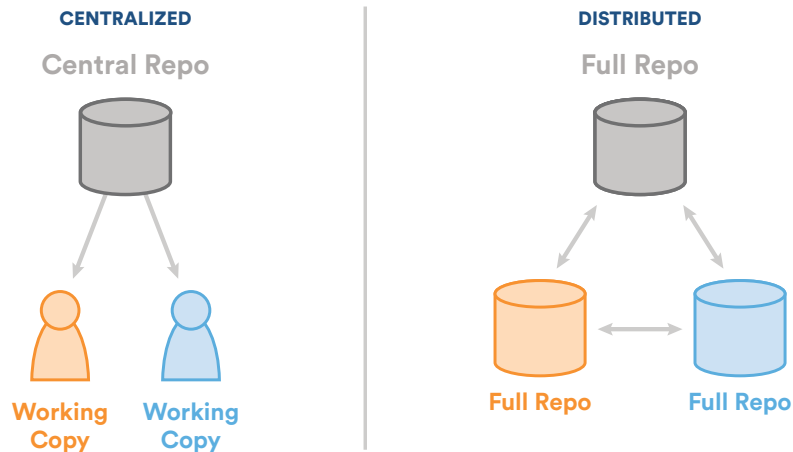 CENTRALIZED
Central Repo
Working
Copy
Working
Copy
DISTRIBUTED
Full Repo
Full Repo
Full Repo